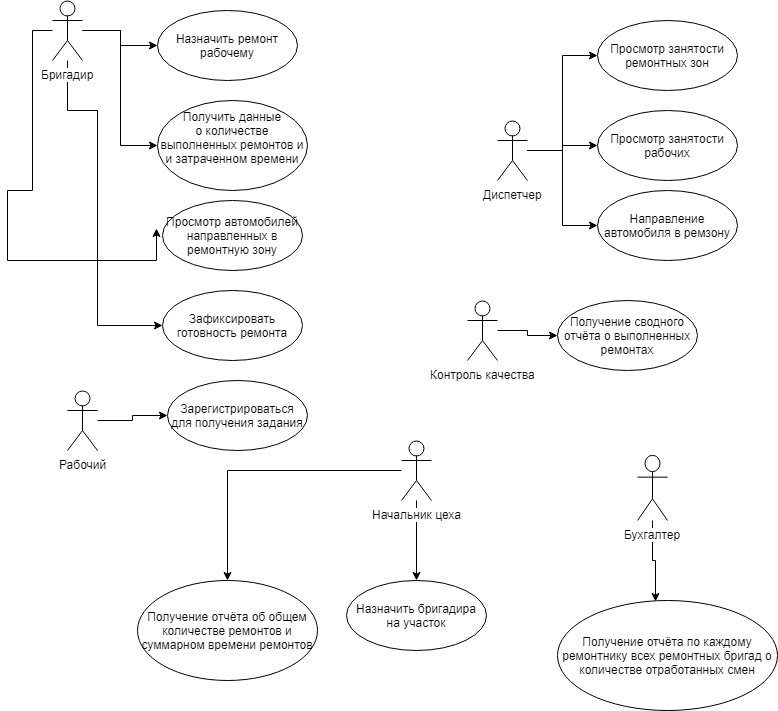 Бригадир
Назначить ремонт
рабочему
Получить данные
о количестве
выполненных ремонтов и
и затраченном времени
Просмотр автомобилей
направленных в
ремонтную зону
Зафиксировать
готовность ремонта
Рабочий
Зарегистрироваться
для получения задания
Диспетчер
Просмотр занятости
ремонтных зон
Просмотр занятости
рабочих
Направление
автомобиля в ремзону
Контроль качества
Получение сводного
отчёта о выполненных
ремонтах
Начальник цеха
Получение отчёта об общем
количестве ремонтов и
суммарном времени ремонтов
Назначить бригадира
на участок
Бухгалтер
Получение отчёта по каждому
ремонтнику всех ремонтных бригад о
количестве отработанных смен